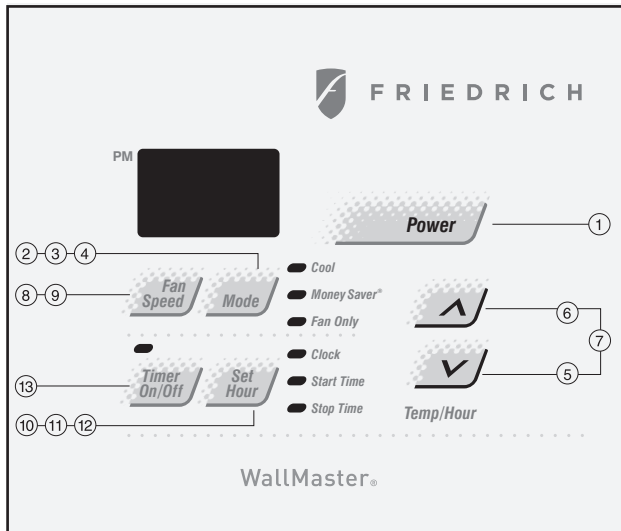 FRIEDRICH
PM
Power
1
2 3 4
Cool
8 9
Fan Speed
Mode
Money Saver®
Fan Only
6
7
Clock
13
Timer On/Off
Set Hour
Start Time
5
10 11 12
Stop Time
Temp/Hour
WallMaster®